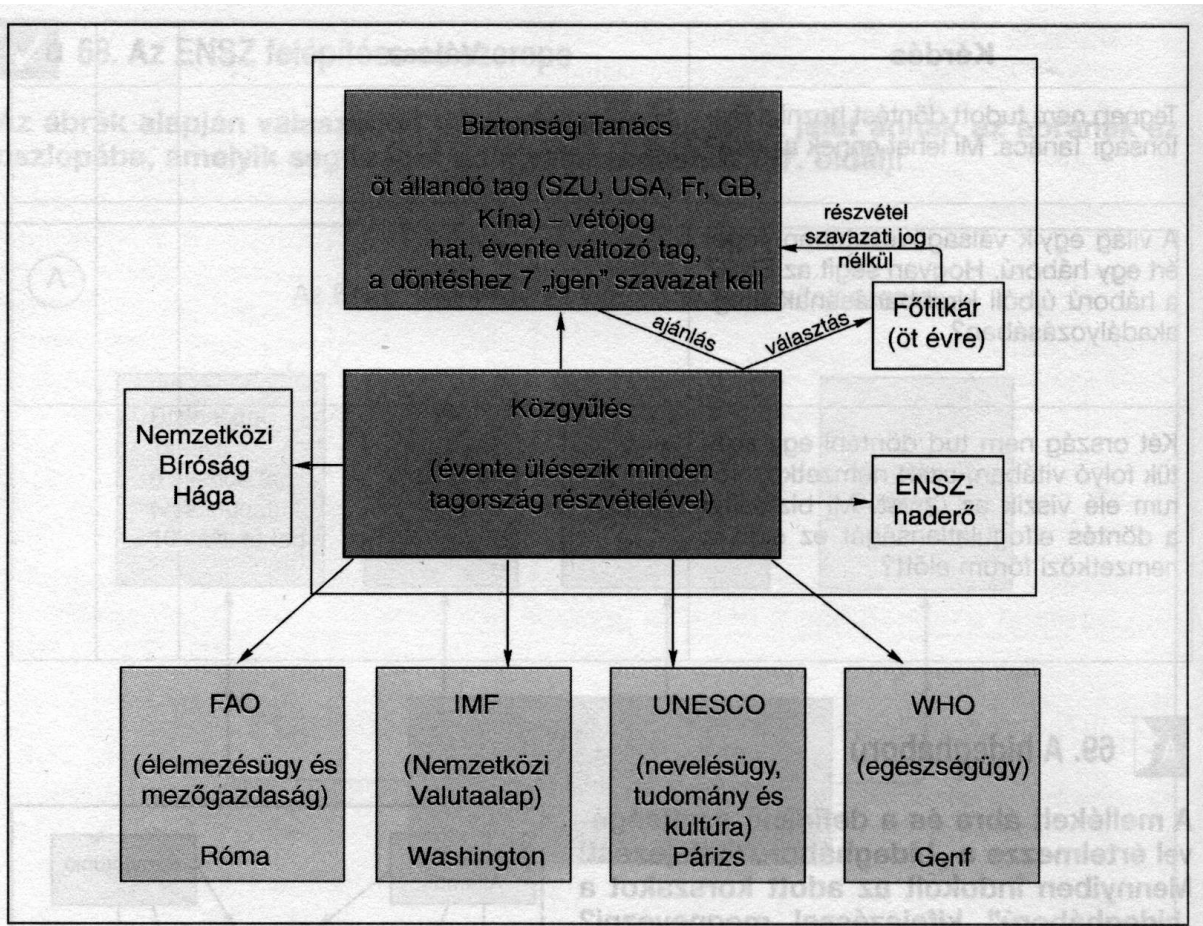 Biztonsági Tanács
öt állandó tag (SZU, USA, Fr, GB,
Kína) – vétójog
hat, évente változó tag,
a döntéshez 7 „igen” szavazat kell
részvétel
szavazati jog
nélkül
ajánlás
választás
Főtitkár
(öt évre)
Közgyűlés
(évente ülésezik minden
tagország részvételével)
Nemzetközi
Bíróság
Hága
ENSZ-
haderő
FAO
(élelmezésügy és
mezőgazdaság)
Róma
IMF
(Nemzetközi
Valutaalap)
Washington
UNESCO
(nevelésügy,
tudomány és
kultúra)
Párizs
WHO
(egészségügy)
Genf